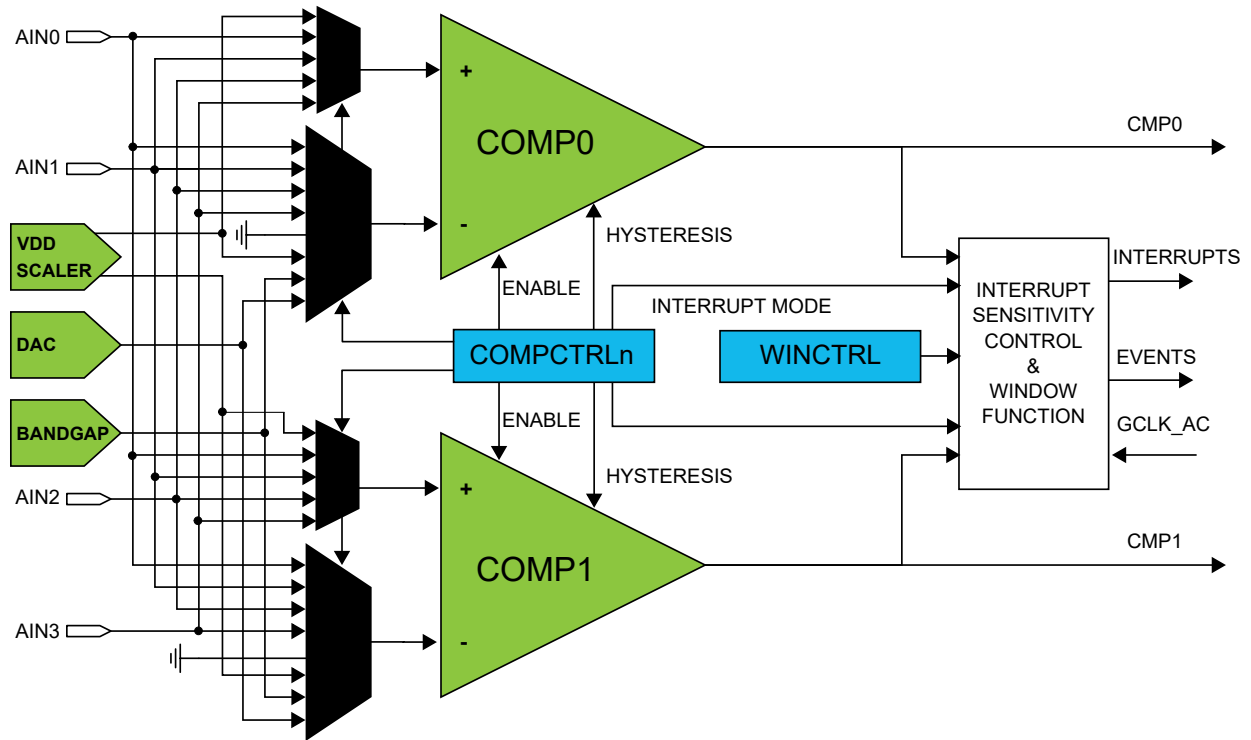 AIN0
+
COMP0
CMP0
AIN1
-
VDD
SCALER
HYSTERESIS
ENABLE
INTERRUPT MODE
INTERRUPTS
INTERRUPT
SENSITIVITY
CONTROL
&
WINDOW
FUNCTION
DAC
COMPCTRLn
WINCTRL
EVENTS
BANDGAP
ENABLE
GCLK_AC
HYSTERESIS
AIN2
+
COMP1
CMP1
AIN3
-